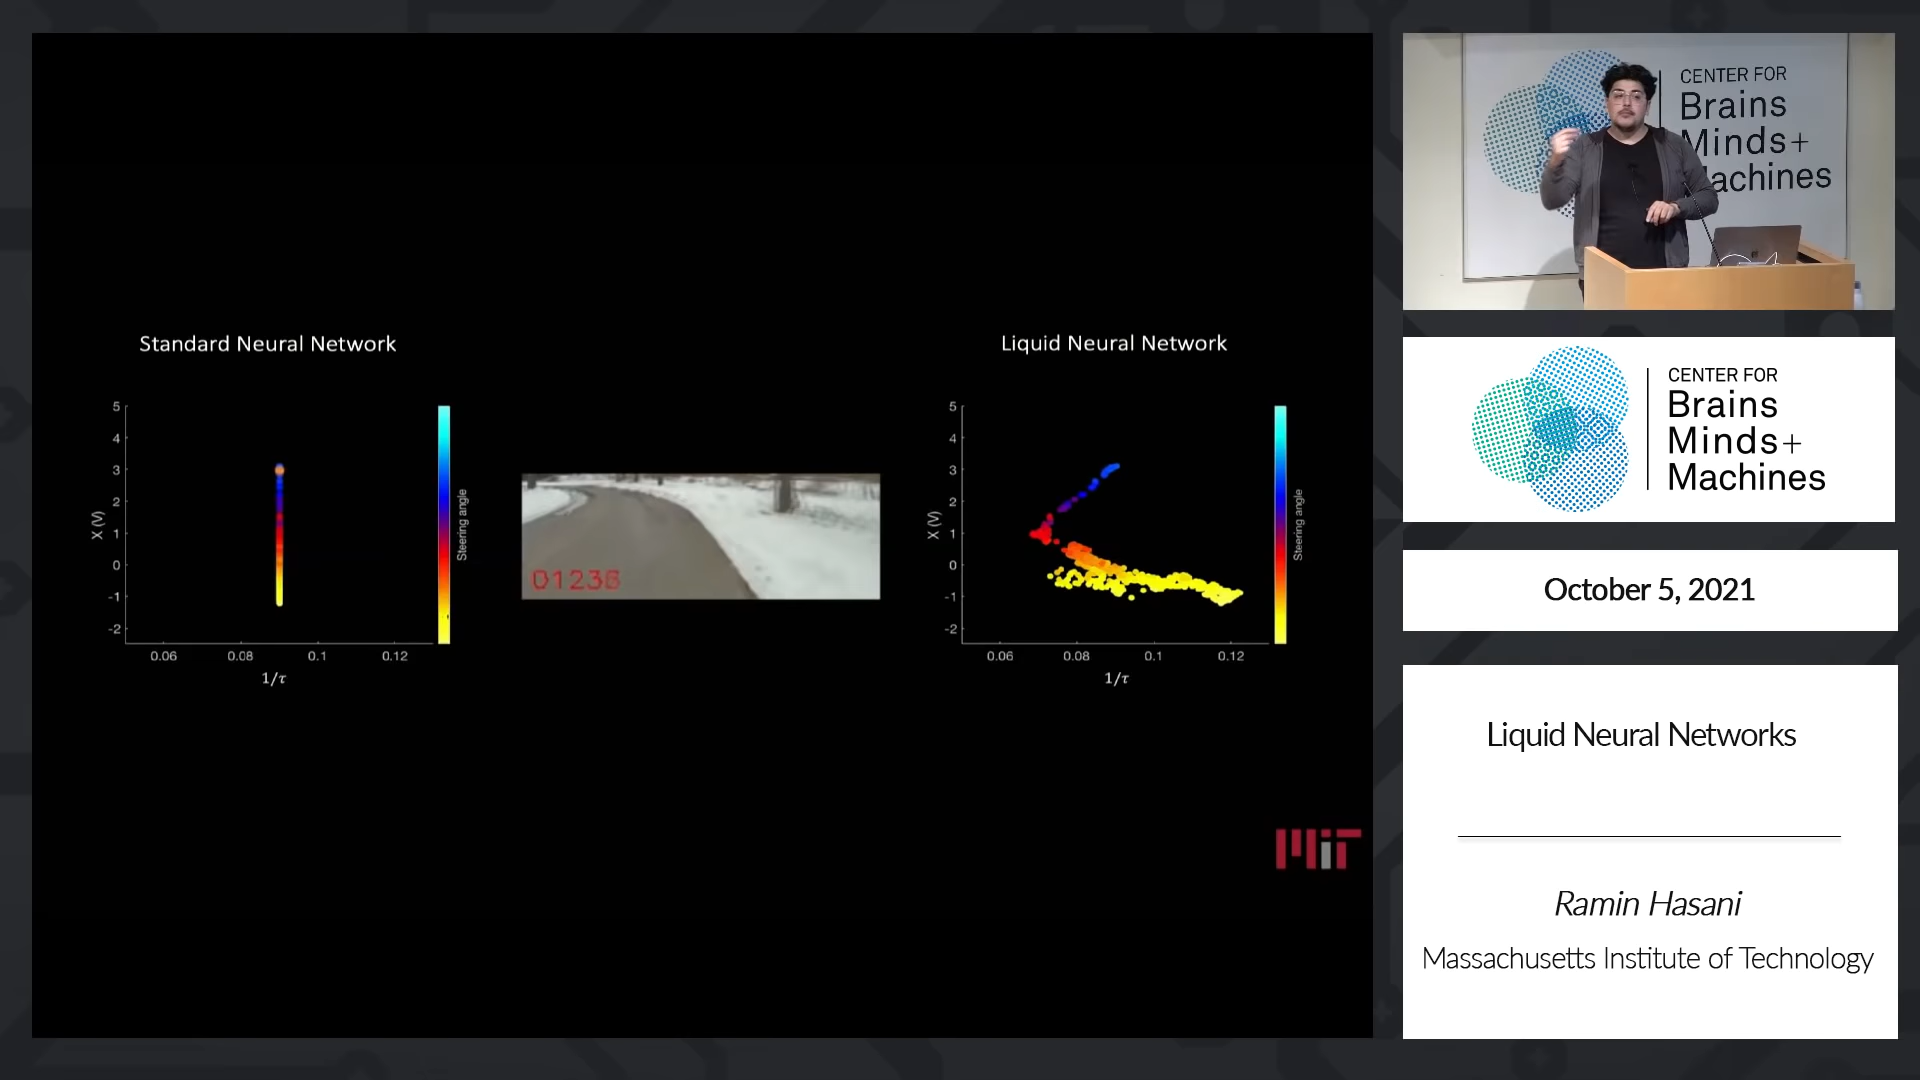 Standard Neural Network
5
4
3
2
1
0
-1
-2
X (V)
0.06 0.08 0.1 0.12
1/τ
Steering angle
01236
Liquid Neural Network
5
4
3
2
1
0
-1
-2
X (V)
0.06 0.08 0.1 0.12
1/τ
Steering angle
MIT
CENTER FOR
Brains
Minds+
Machines
CENTER FOR
Brains
Minds+
Machines
October 5, 2021
Liquid Neural Networks
Ramin Hasani
Massachusetts Institute of Technology